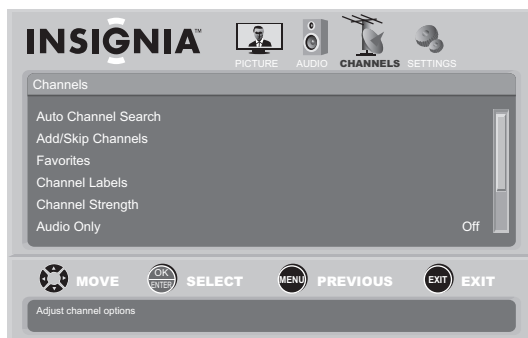 INSIGNIA™
PICTURE AUDIO CHANNELS SETTINGS
Channels
Auto Channel Search
Add/Skip Channels
Favorites
Channel Labels
Channel Strength
Audio Only Off
MOVE OK ENTER SELECT MENU PREVIOUS EXIT EXIT
Adjust channel options